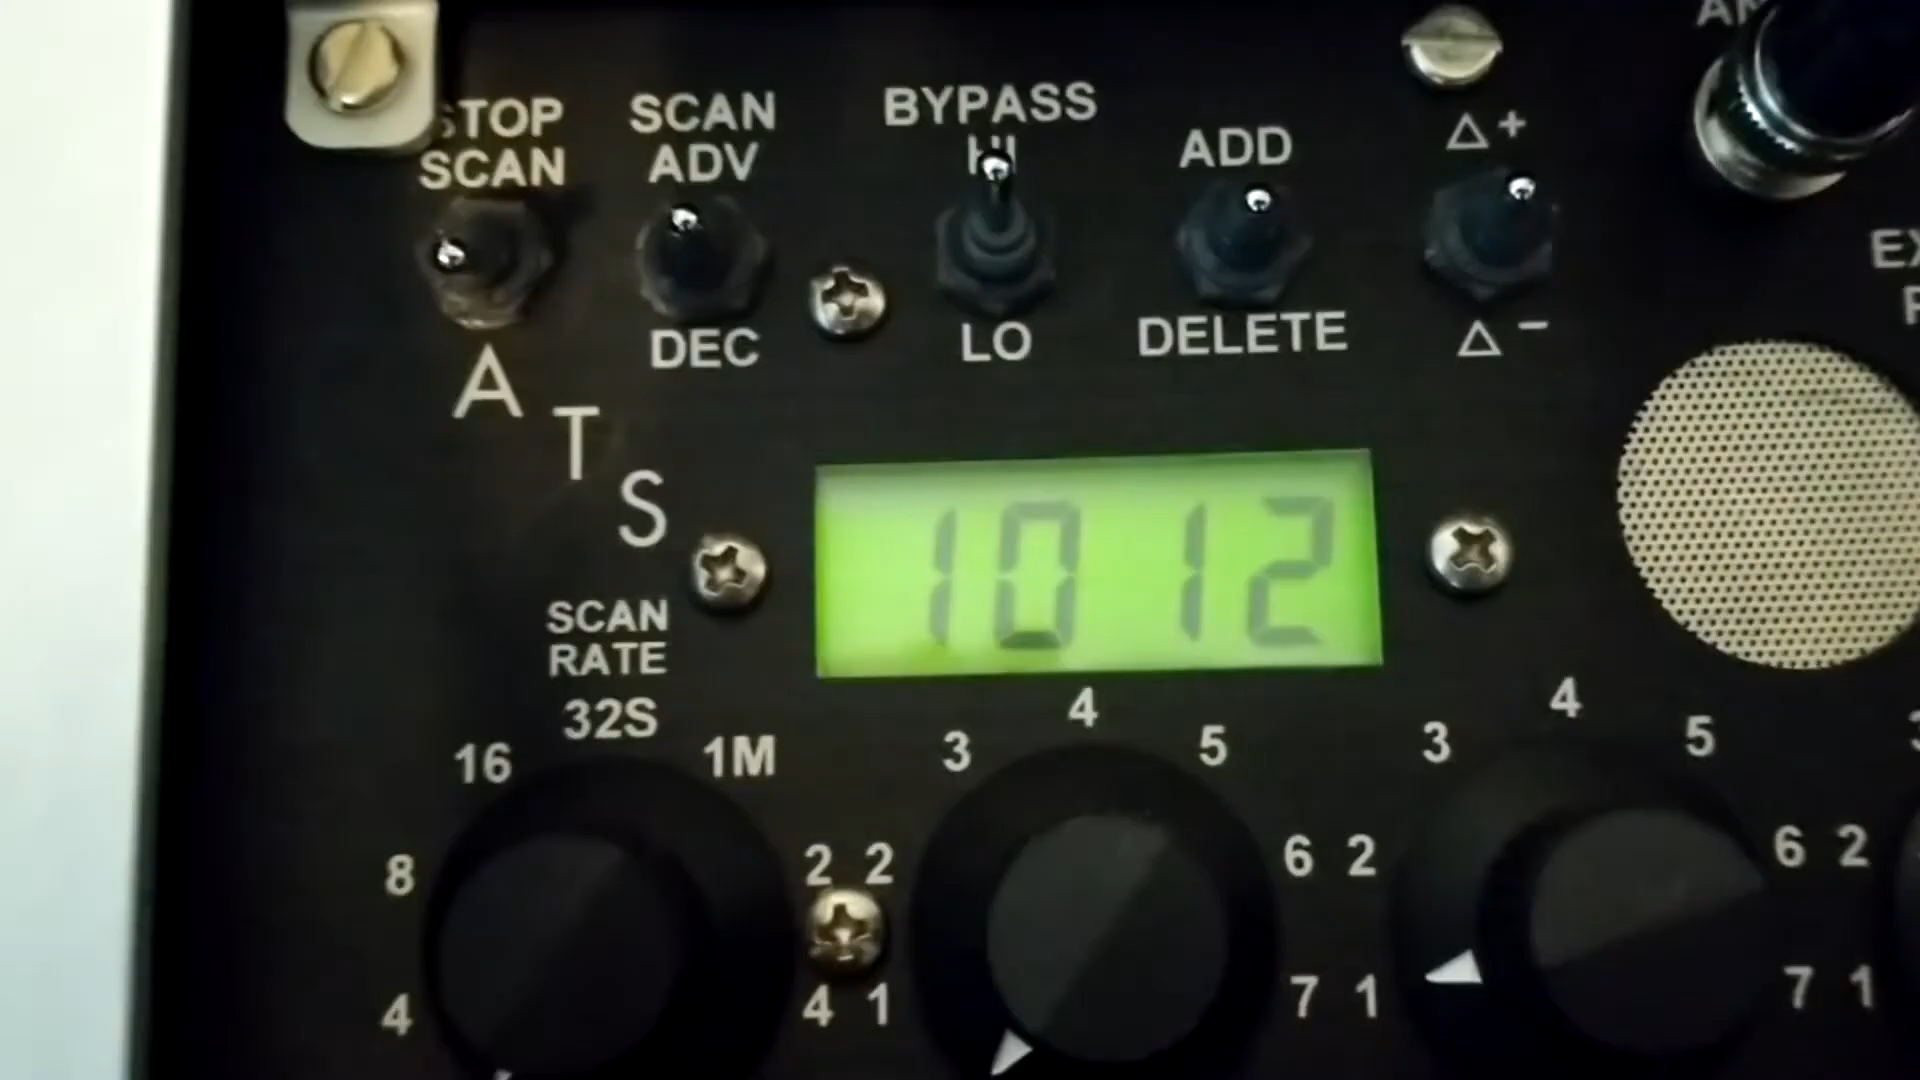 STOP
SCAN
SCAN
ADV
DEC
BYPASS
HI
LO
ADD
DELETE
Δ+
Δ−
A
T
S
1012
SCAN
RATE
32S
16
1M
8
2
4
4
2
3
4
5
6
1
7
2
3
4
5
6
1
7
2
1